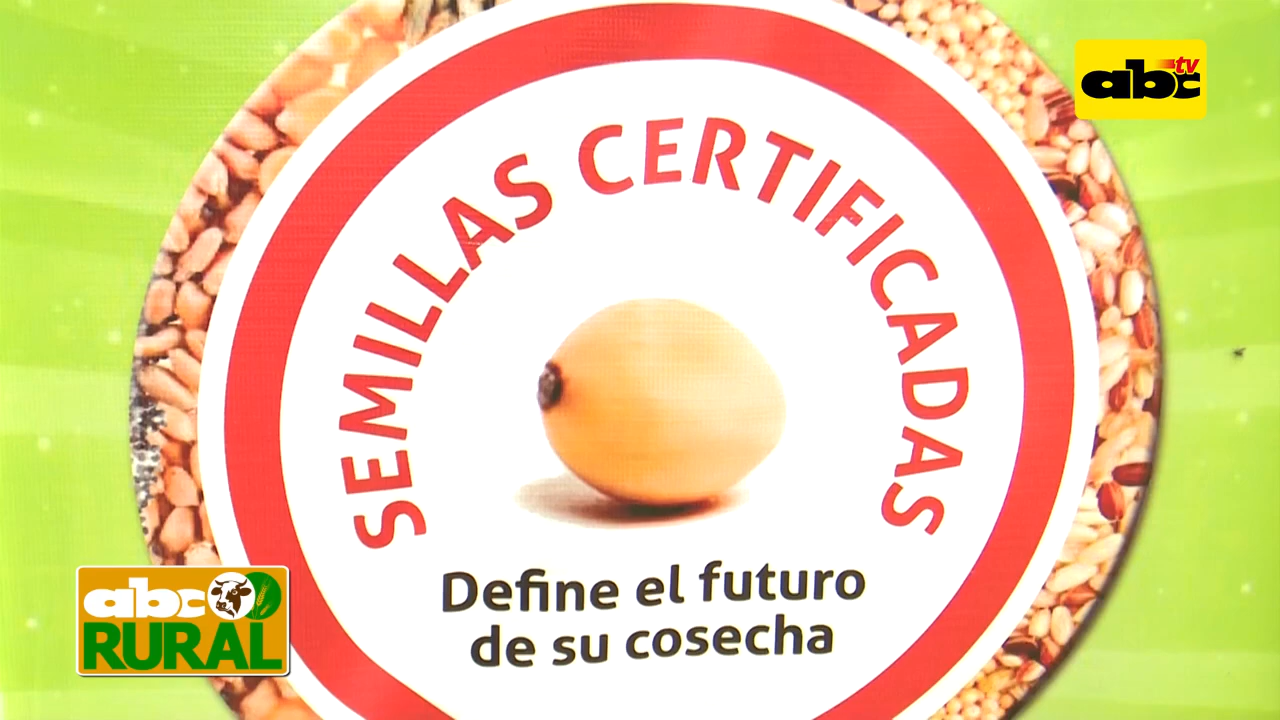 abc tv
SEMILLAS CERTIFICADAS
Define el futuro
de su cosecha
abc
RURAL